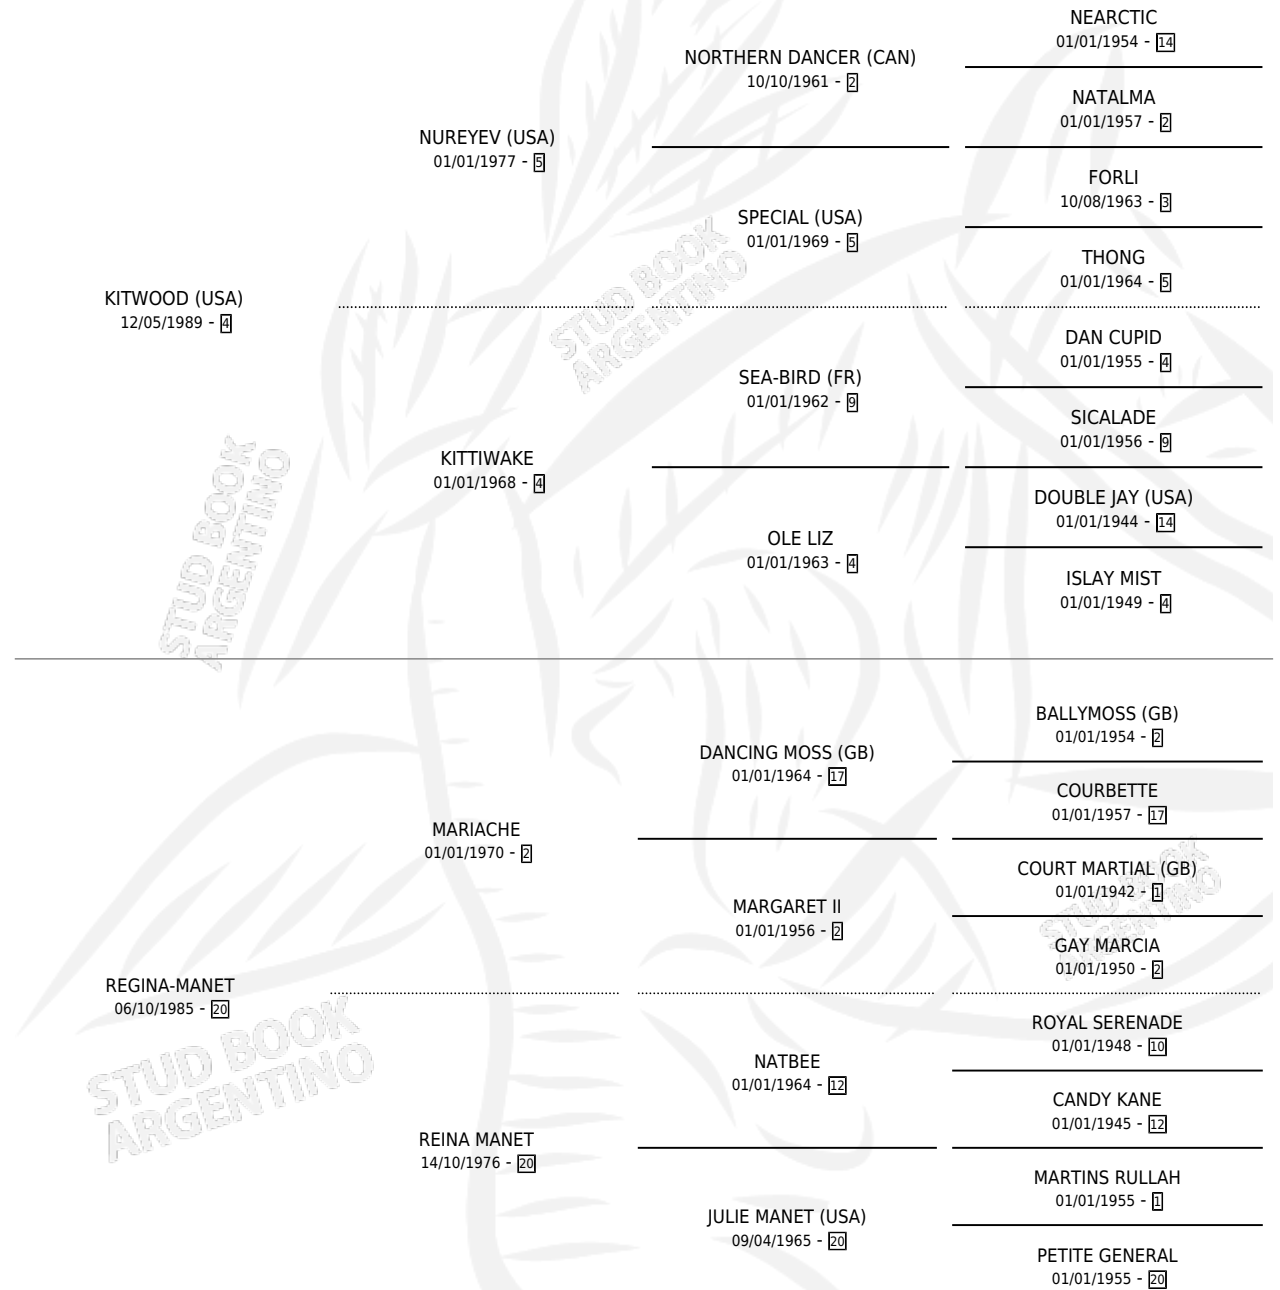 NEARCTIC
01/01/1954 - 14
NORTHERN DANCER (CAN)
10/10/1961 - 2
NATALMA
01/01/1957 - 2
NUREYEV (USA)
01/01/1977 - 5
FORLI
10/08/1963 - 3
SPECIAL (USA)
01/01/1969 - 5
THONG
01/01/1964 - 5
KITWOOD (USA)
12/05/1989 - 4
DAN CUPID
01/01/1955 - 4
SEA-BIRD (FR)
01/01/1962 - 9
SICALADE
01/01/1956 - 9
KITTIWAKE
01/01/1968 - 4
DOUBLE JAY (USA)
01/01/1944 - 14
OLE LIZ
01/01/1963 - 4
ISLAY MIST
01/01/1949 - 4
BALLYMOSS (GB)
01/01/1954 - 2
DANCING MOSS (GB)
01/01/1964 - 17
COURBETTE
01/01/1957 - 17
MARIACHE
01/01/1970 - 2
COURT MARTIAL (GB)
01/01/1942 - 1
MARGARET II
01/01/1956 - 2
GAY MARCIA
01/01/1950 - 2
REGINA-MANET
06/10/1985 - 20
ROYAL SERENADE
01/01/1948 - 10
NATBEE
01/01/1964 - 12
CANDY KANE
01/01/1945 - 12
REINA MANET
14/10/1976 - 20
MARTINS RULLAH
01/01/1955 - 1
JULIE MANET (USA)
09/04/1965 - 20
PETITE GENERAL
01/01/1955 - 20
STUD BOOK
ARGENTINO
STUD BOOK
ARGENTINO
STUD BOOK
ARGENTINO
STUD BOOK
ARGENTINO